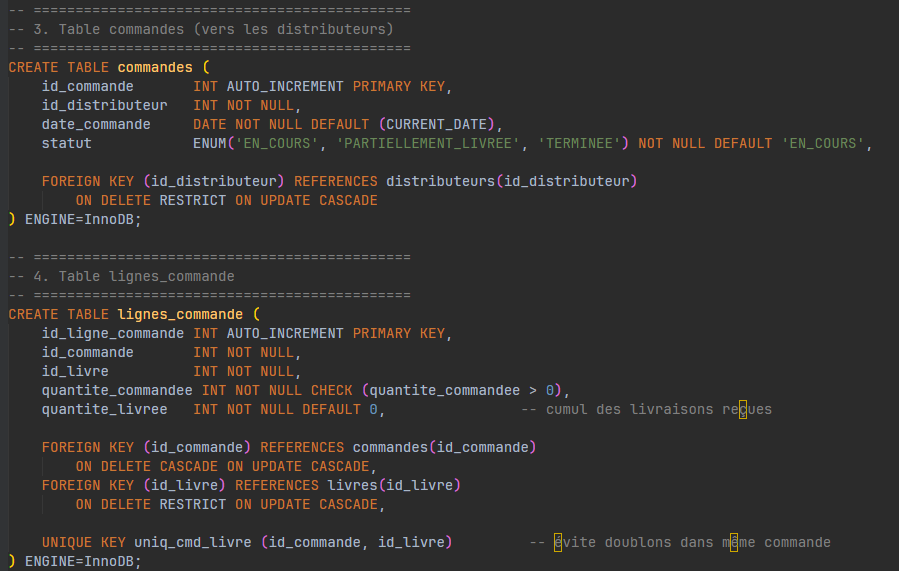 -- =============================================
-- 3. Table commandes (vers les distributeurs)
-- =============================================
CREATE TABLE commandes (
    id_commande       INT AUTO_INCREMENT PRIMARY KEY,
    id_distributeur   INT NOT NULL,
    date_commande     DATE NOT NULL DEFAULT (CURRENT_DATE),
    statut            ENUM('EN_COURS', 'PARTIELLEMENT_LIVREE', 'TERMINEE') NOT NULL DEFAULT 'EN_COURS',
    FOREIGN KEY (id_distributeur) REFERENCES distributeurs(id_distributeur)
        ON DELETE RESTRICT ON UPDATE CASCADE
) ENGINE=InnoDB;
-- =============================================
-- 4. Table lignes_commande
-- =============================================
CREATE TABLE lignes_commande (
    id_ligne_commande INT AUTO_INCREMENT PRIMARY KEY,
    id_commande       INT NOT NULL,
    id_livre          INT NOT NULL,
    quantite_commandee INT NOT NULL CHECK (quantite_commandee > 0),
    quantite_livree   INT NOT NULL DEFAULT 0,                -- cumul des livraisons reçues
    FOREIGN KEY (id_commande) REFERENCES commandes(id_commande)
        ON DELETE CASCADE ON UPDATE CASCADE,
    FOREIGN KEY (id_livre) REFERENCES livres(id_livre)
        ON DELETE RESTRICT ON UPDATE CASCADE,
    UNIQUE KEY uniq_cmd_livre (id_commande, id_livre)         -- évite doublons dans même commande
) ENGINE=InnoDB;